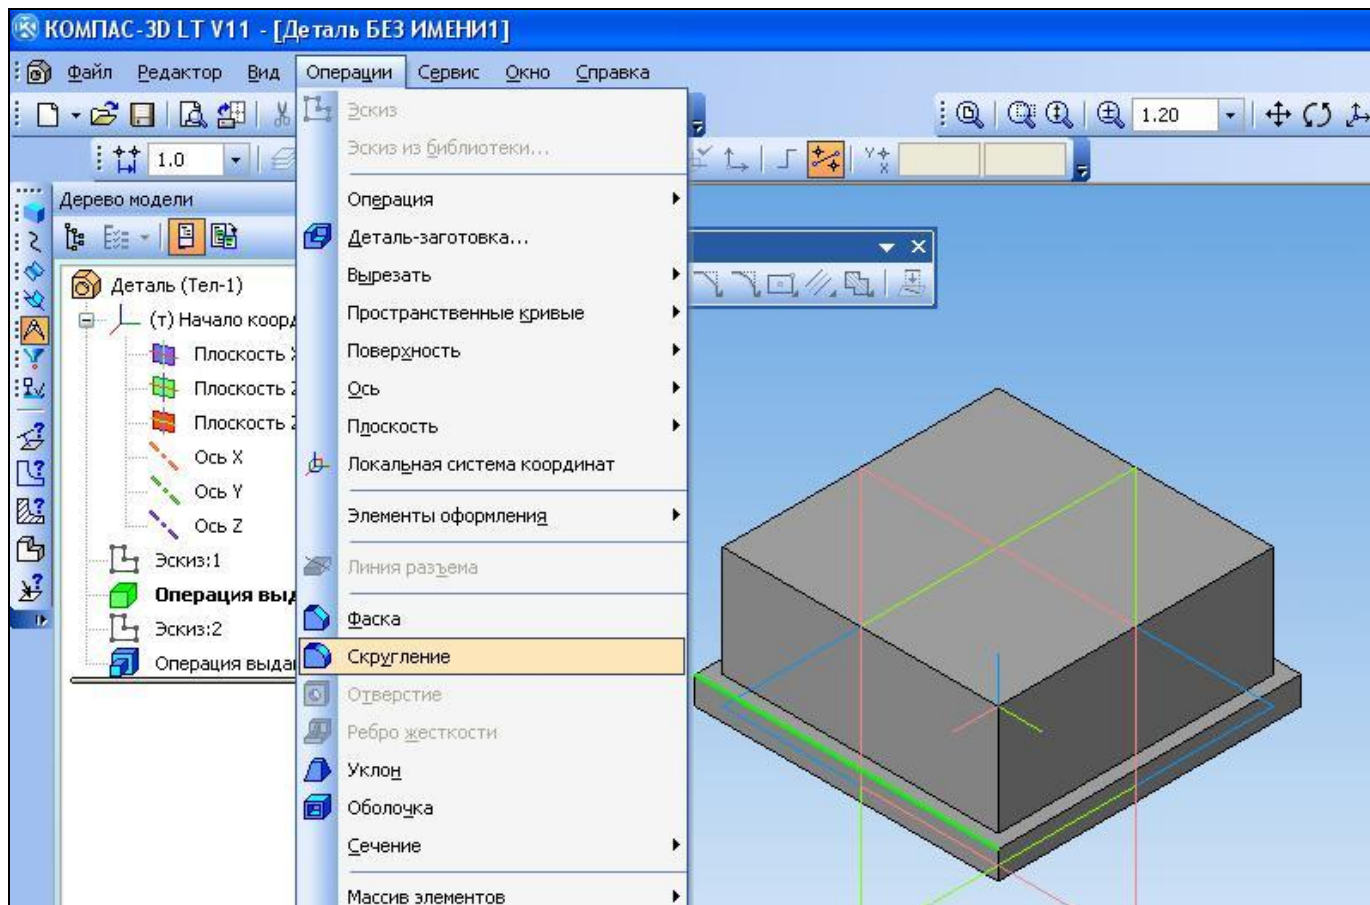 КОМПАС-3D LT V11 - [Деталь БЕЗ ИМЕНИ1]
Файл Редактор Вид Операции Сервис Окно Справка
1.20
1.0
Дерево модели
Деталь (Тел-1)
(т) Начало коорд
Плоскость
Плоскость
Плоскость
Ось X
Ось Y
Ось Z
Эскиз:1
Операция выд
Эскиз:2
Операция выда
Эскиз
Эскиз из библиотеки...
Операция
Деталь-заготовка...
Вырезать
Пространственные кривые
Поверхность
Ось
Плоскость
Локальная система координат
Элементы оформления
Линия разъема
Фаска
Скругление
Отверстие
Ребро жесткости
Уклон
Оболочка
Сечение
Массив элементов